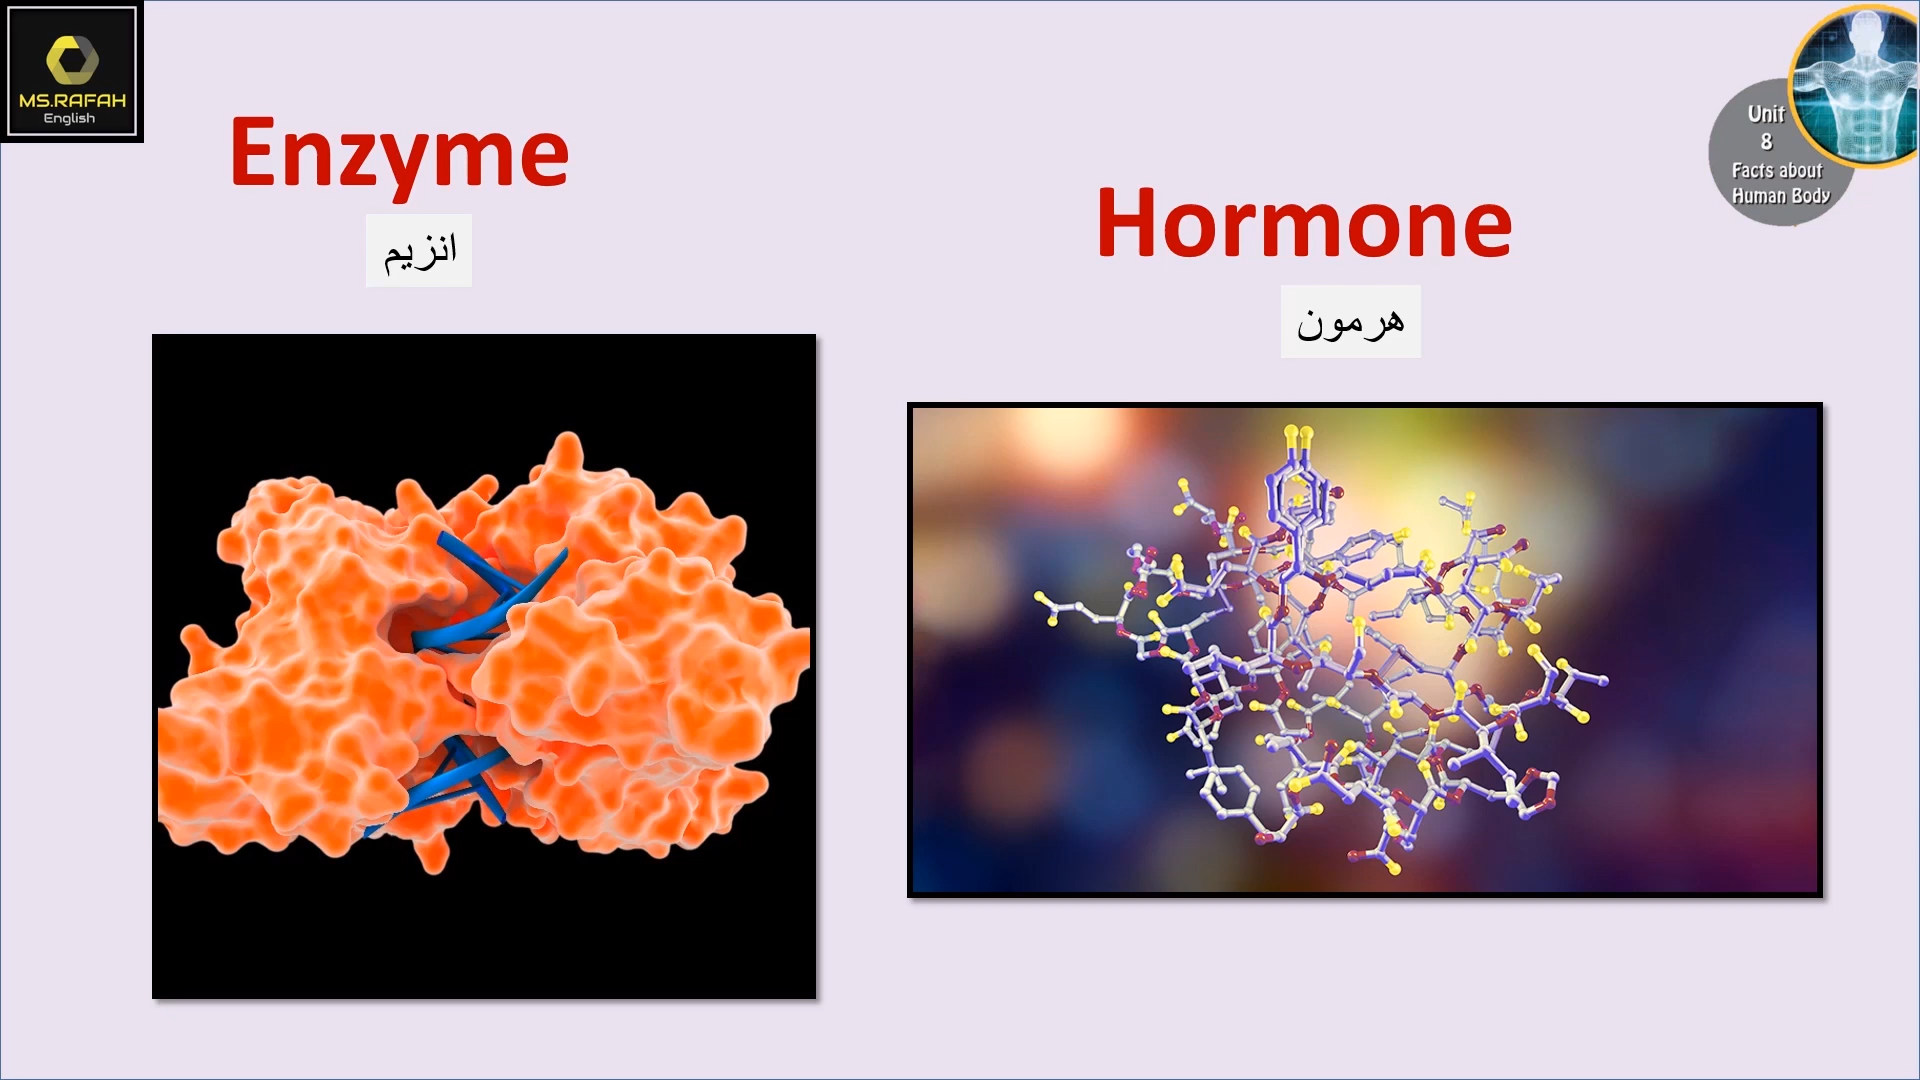 MS.RAFAH
English
Enzyme
انزيم
Hormone
هرمون
Unit
8
Facts about
Human Body